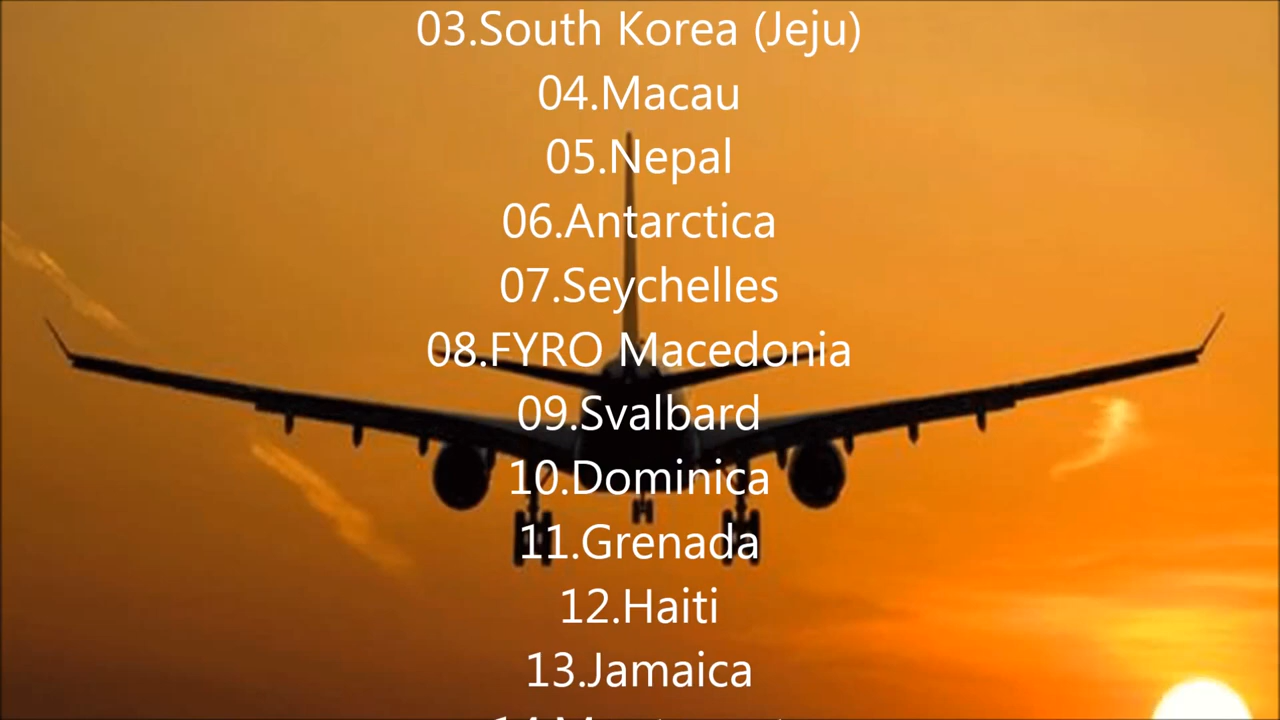 03.South Korea (Jeju)
04.Macau
05.Nepal
06.Antarctica
07.Seychelles
08.FYRO Macedonia
09.Svalbard
10.Dominica
11.Grenada
12.Haiti
13.Jamaica